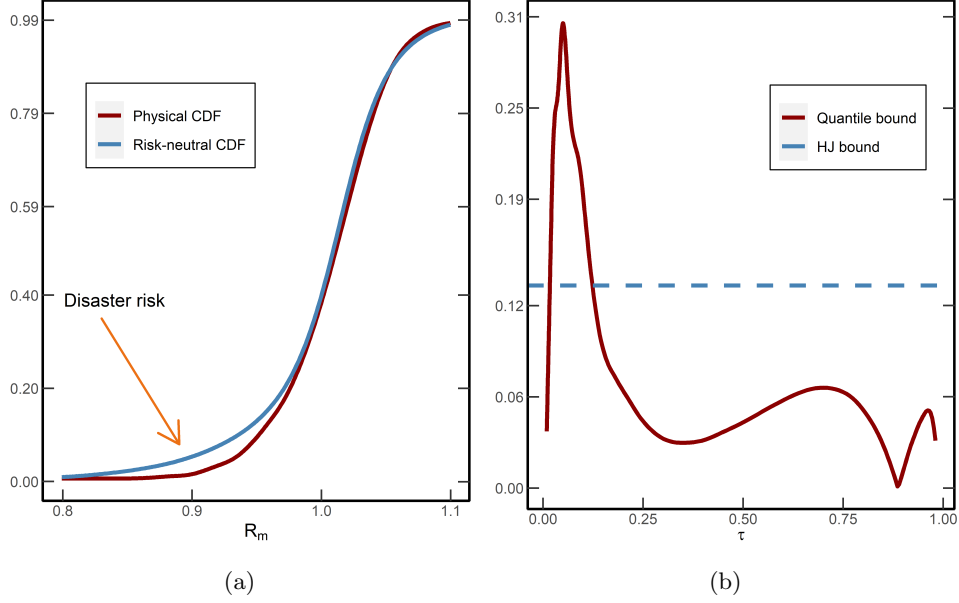 0.99
0.79
0.59
0.40
0.20
0.00
Physical CDF
Risk-neutral CDF
Disaster risk
0.8
0.9
1.0
1.1
Rₘ
(a)
0.31
0.25
0.19
0.12
0.06
0.00
Quantile bound
HJ bound
0.00
0.25
0.50
0.75
1.00
τ
(b)